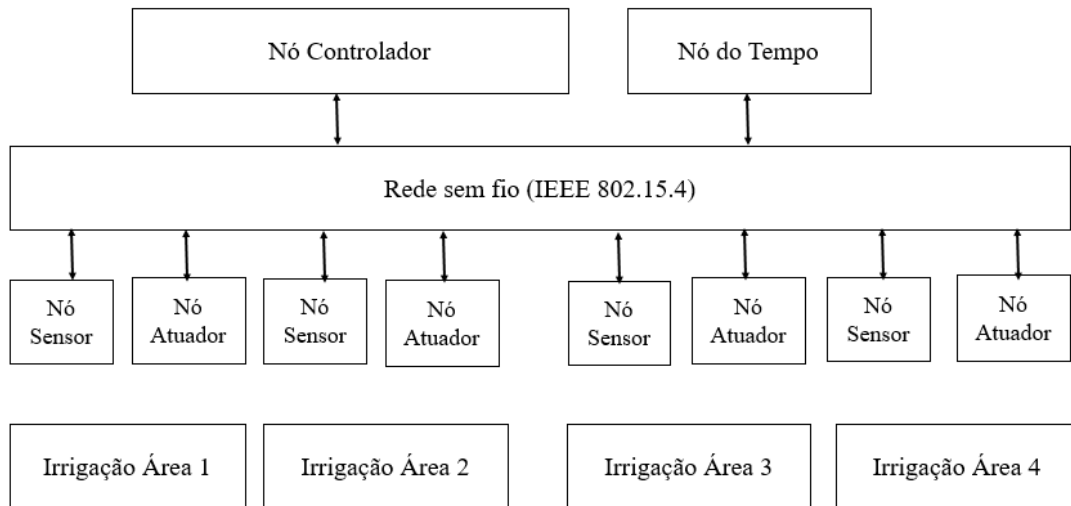 Nó Controlador
Nó do Tempo
Rede sem fio (IEEE 802.15.4)
Nó
Sensor
Nó
Atuador
Nó
Sensor
Nó
Atuador
Nó
Sensor
Nó
Atuador
Nó
Sensor
Nó
Atuador
Irrigação Área 1
Irrigação Área 2
Irrigação Área 3
Irrigação Área 4